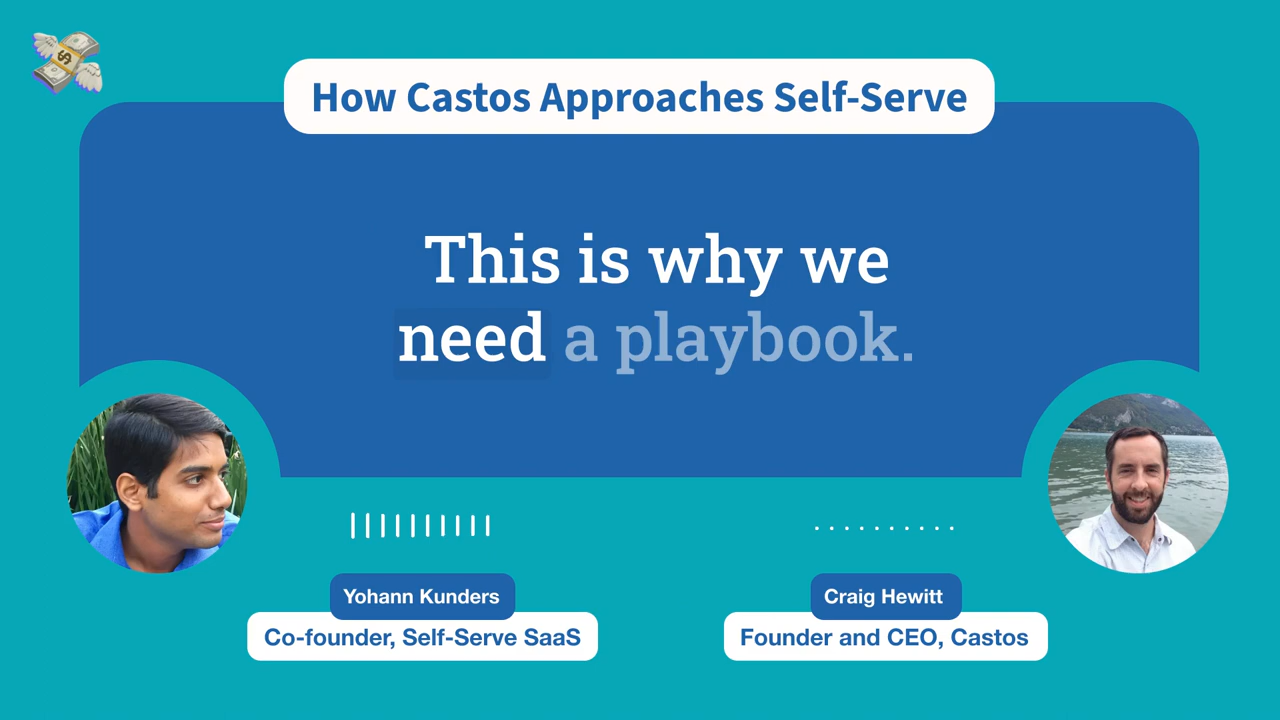 How Castos Approaches Self-Serve
This is why we
need a playbook.
Yohann Kunders
Co-founder, Self-Serve SaaS
Craig Hewitt
Founder and CEO, Castos